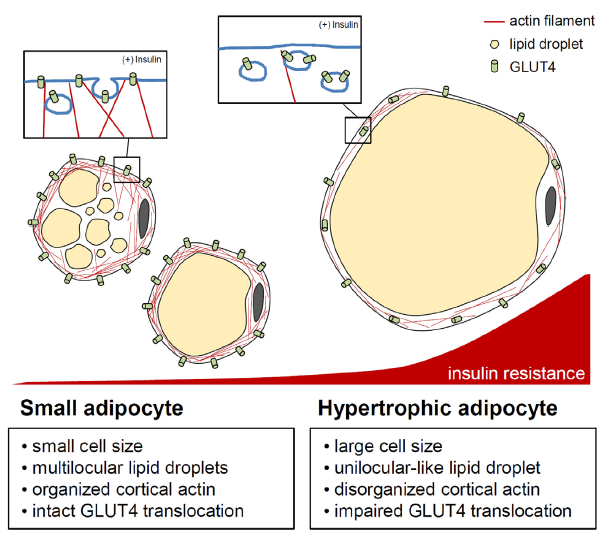 (+) Insulin
(+) Insulin
actin filament
lipid droplet
GLUT4
insulin resistance
Small adipocyte
• small cell size
• multilocular lipid droplets
• organized cortical actin
• intact GLUT4 translocation
Hypertrophic adipocyte
• large cell size
• unilocular-like lipid droplet
• disorganized cortical actin
• impaired GLUT4 translocation